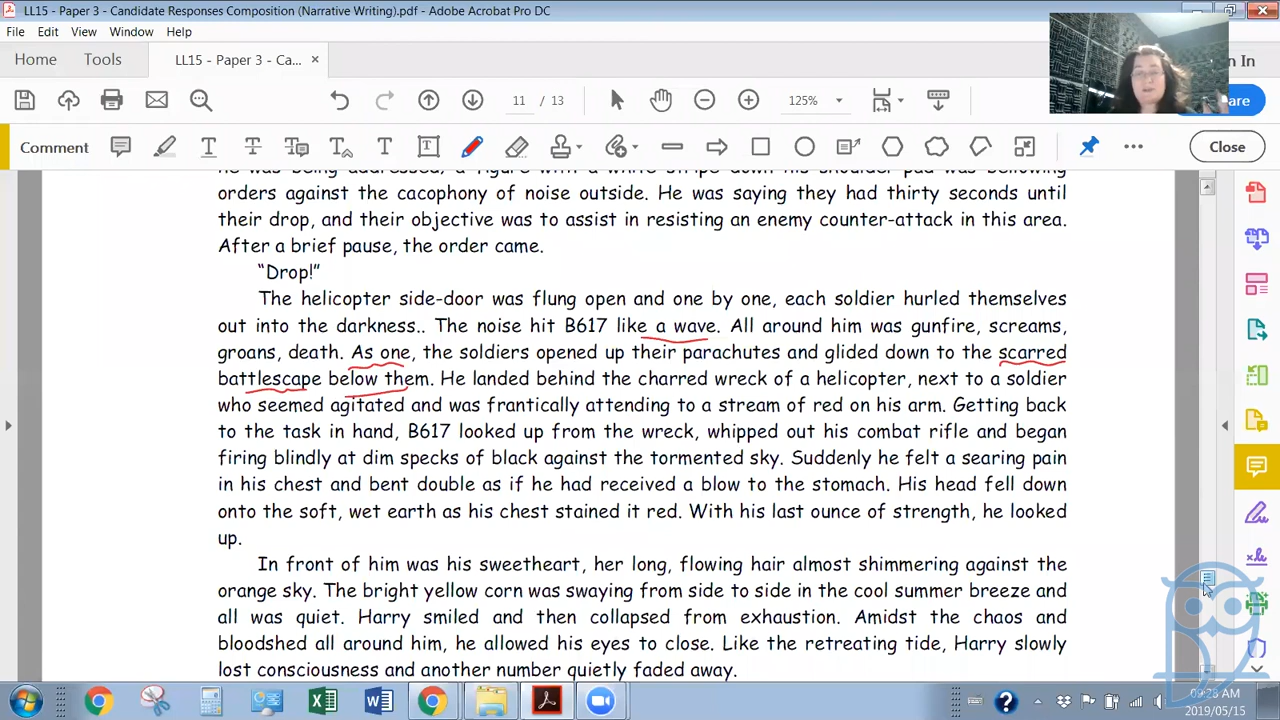 LL15 - Paper 3 - Candidate Responses Composition (Narrative Writing).pdf - Adobe Acrobat Pro DC
File Edit View Window Help
Home Tools LL15 - Paper 3 - Ca... × In
11 / 13 125% are
Comment Close
he was being addressed, a figure with a white stripe down his shoulder pad was bellowing
orders against the cacophony of noise outside. He was saying they had thirty seconds until
their drop, and their objective was to assist in resisting an enemy counter-attack in this area.
After a brief pause, the order came.
"Drop!"
The helicopter side-door was flung open and one by one, each soldier hurled themselves
out into the darkness.. The noise hit B617 like a wave. All around him was gunfire, screams,
groans, death. As one, the soldiers opened up their parachutes and glided down to the scarred
battlescape below them. He landed behind the charred wreck of a helicopter, next to a soldier
who seemed agitated and was frantically attending to a stream of red on his arm. Getting back
to the task in hand, B617 looked up from the wreck, whipped out his combat rifle and began
firing blindly at dim specks of black against the tormented sky. Suddenly he felt a searing pain
in his chest and bent double as if he had received a blow to the stomach. His head fell down
onto the soft, wet earth as his chest stained it red. With his last ounce of strength, he looked
up.
In front of him was his sweetheart, her long, flowing hair almost shimmering against the
orange sky. The bright yellow corn was swaying from side to side in the cool summer breeze and
all was quiet. Harry smiled and then collapsed from exhaustion. Amidst the chaos and
bloodshed all around him, he allowed his eyes to close. Like the retreating tide, Harry slowly
lost consciousness and another number quietly faded away.
09:28 AM
2019/05/15